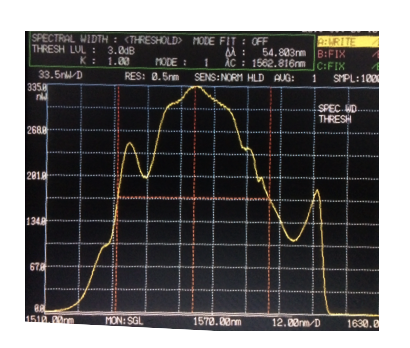 SPECTRAL WIDTH : <THRESHOLD> MODE FIT : OFF
THRESH LVL : 3.0dB Δλ : 54.803nm
K : 1.00 MODE : 1 λC : 1562.816nm
A:WRITE
B:FIX
C:FIX
33.5nW/D RES: 0.5nm SENS:NORM HLD AVG: 1 SMPL:100
335.0
nW
SPEC WD
THRESH
268.0
201.0
134.0
67.0
0.0
1510.00nm MON:SGL 1570.00nm 12.00nm/D 1630.0